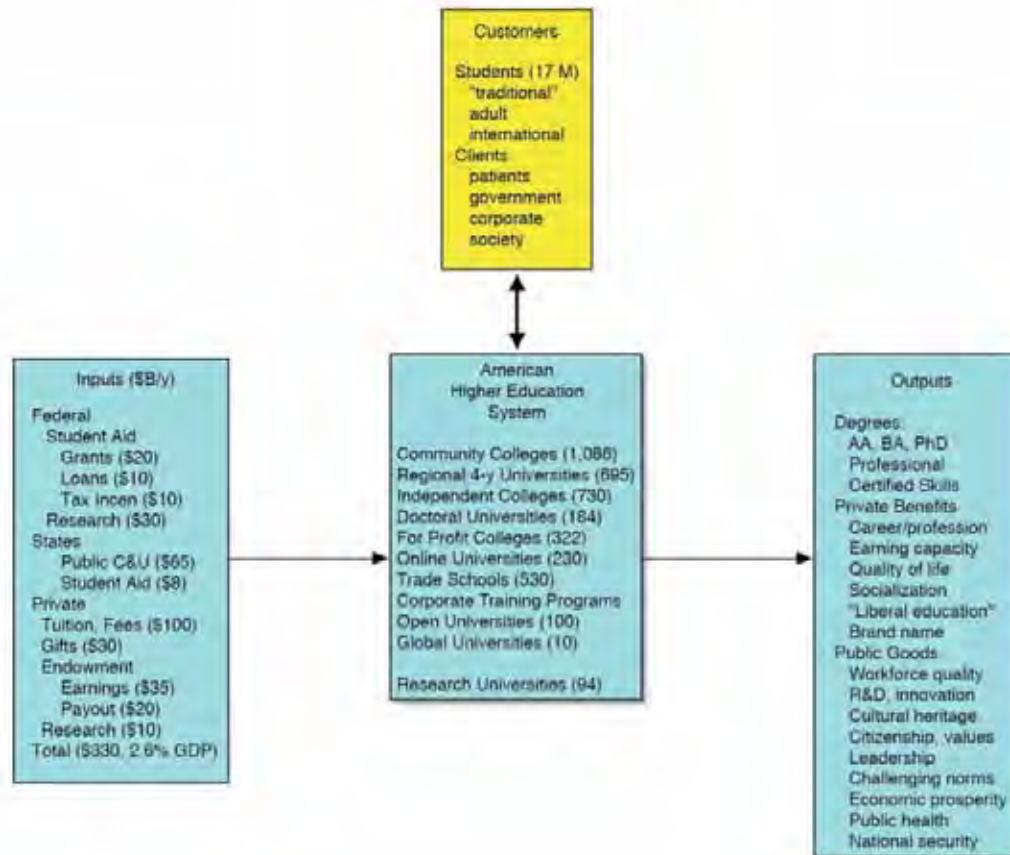 Customers
Students (17 M)
"traditional"
adult
international
Clients
patients
government
corporate
society
Inputs ($B/y)
Federal
Student Aid
Grants ($20)
Loans ($10)
Tax Incen ($10)
Research ($30)
States
Public C&U ($65)
Student Aid ($8)
Private
Tuition, Fees ($100)
Gifts ($30)
Endowment
Earnings ($35)
Payout ($20)
Research ($10)
Total ($330, 2.6% GDP)
American
Higher Education
System
Community Colleges
Regional 4-y Universities (695)
Independent Colleges (730)
Doctoral Universities (184)
For Profit Colleges (322)
Online Universities (230)
Trade Schools (530)
Corporate Training Programs
Open Universities (100)
Global Universities (10)
Research Universities (94)
Outputs
Degrees:
AA, BA, PhD
Professional
Certified Skills
Private Benefits
Career/profession
Earning capacity
Quality of life
Socialization
"Liberal education"
Brand name
Public Goods
Workforce quality
R&D, innovation
Cultural heritage
Citizenship, values
Leadership
Challenging norms
Economic prosperity
Public health
National security